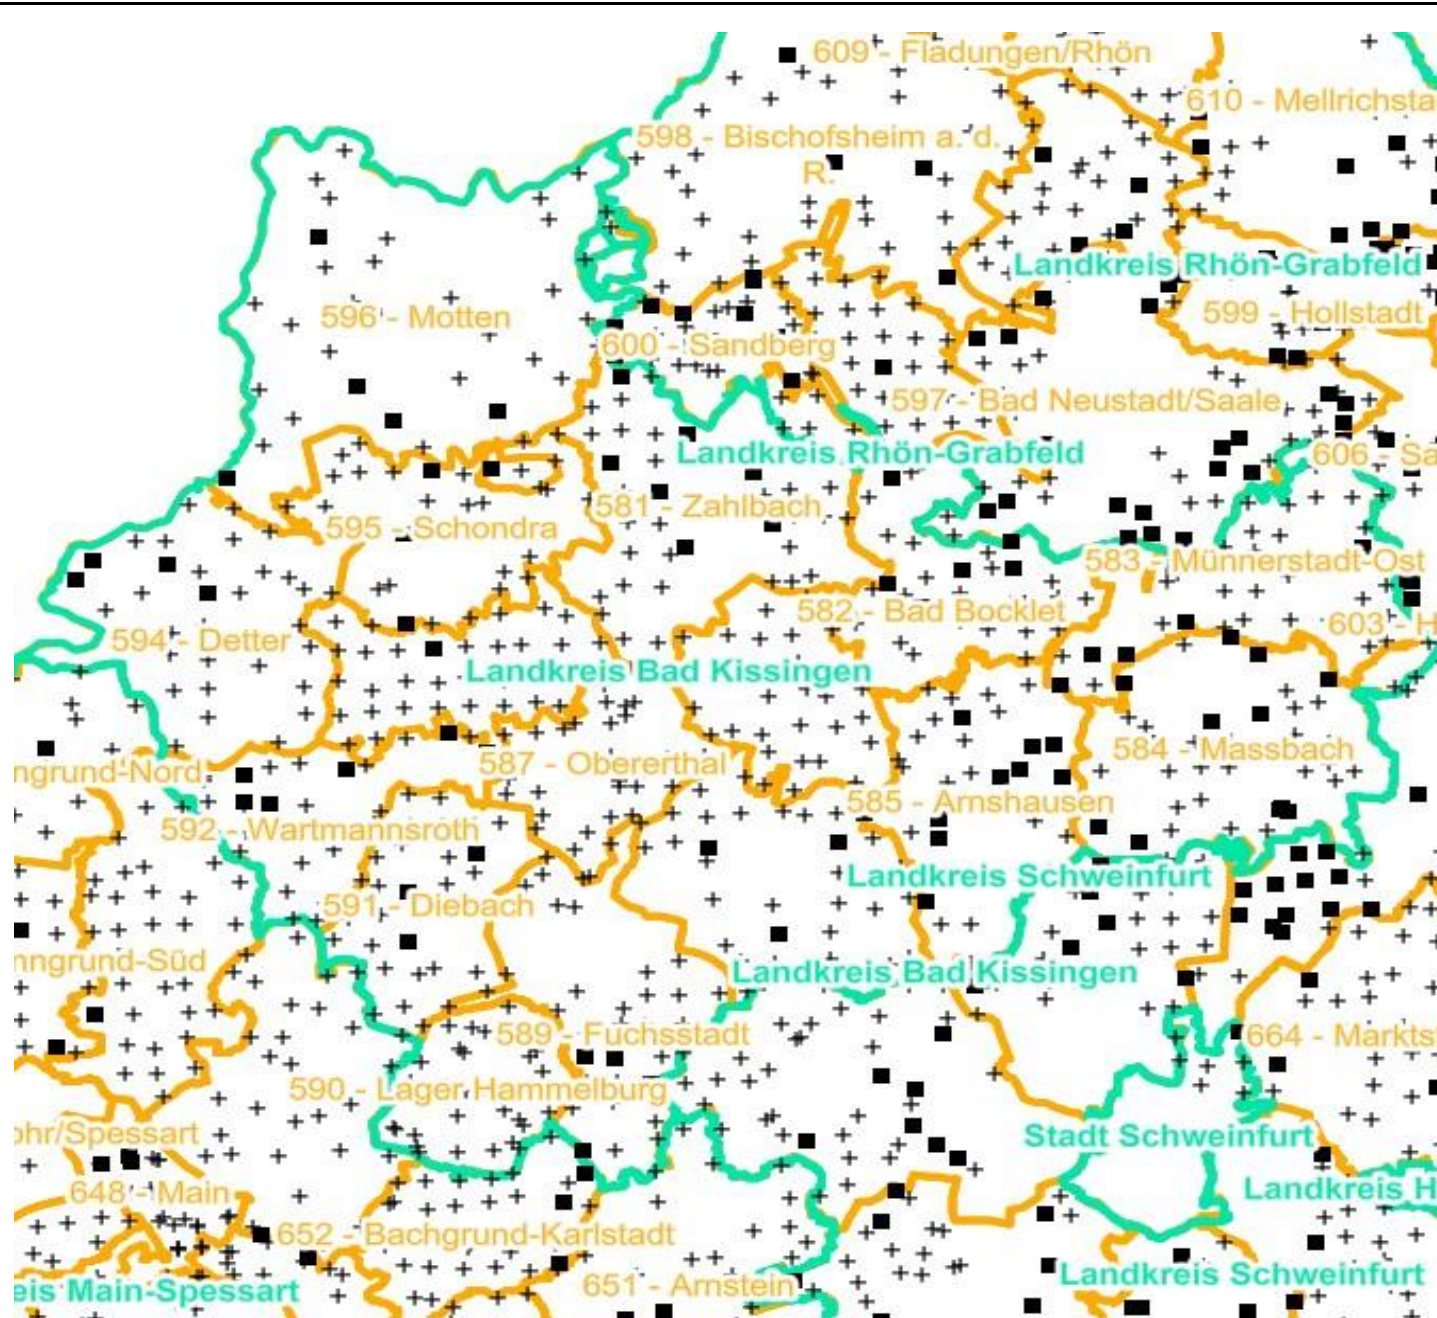 609 - Fladungen/Rhön
610 - Mellrichsta
598 - Bischofsheim a. d.
R.
Landkreis Rhön-Grabfeld
596 - Motten
599 - Hollstadt
600 - Sandberg
597 - Bad Neustadt/Saale
Landkreis Rhön-Grabfeld
606 - Sa
581 - Zahlbach
595 - Schondra
583 - Münnerstadt-Ost
582 - Bad Bocklet
603 - H
594 - Detter
Landkreis Bad Kissingen
584 - Massbach
587 - Obererthal
ngrund-Nord
585 - Arnshausen
592 - Wartmannsroth
Landkreis Schweinfurt
591 - Diebach
nngrund-Süd
Landkreis Bad Kissingen
589 - Fuchsstadt
664 - Markts
590 - Lager Hammelburg
ohr/Spessart
Stadt Schweinfurt
648 - Main
Landkreis H
652 - Bachgrund-Karlstadt
Landkreis Schweinfurt
651 - Arnstein
eis Main-Spessart